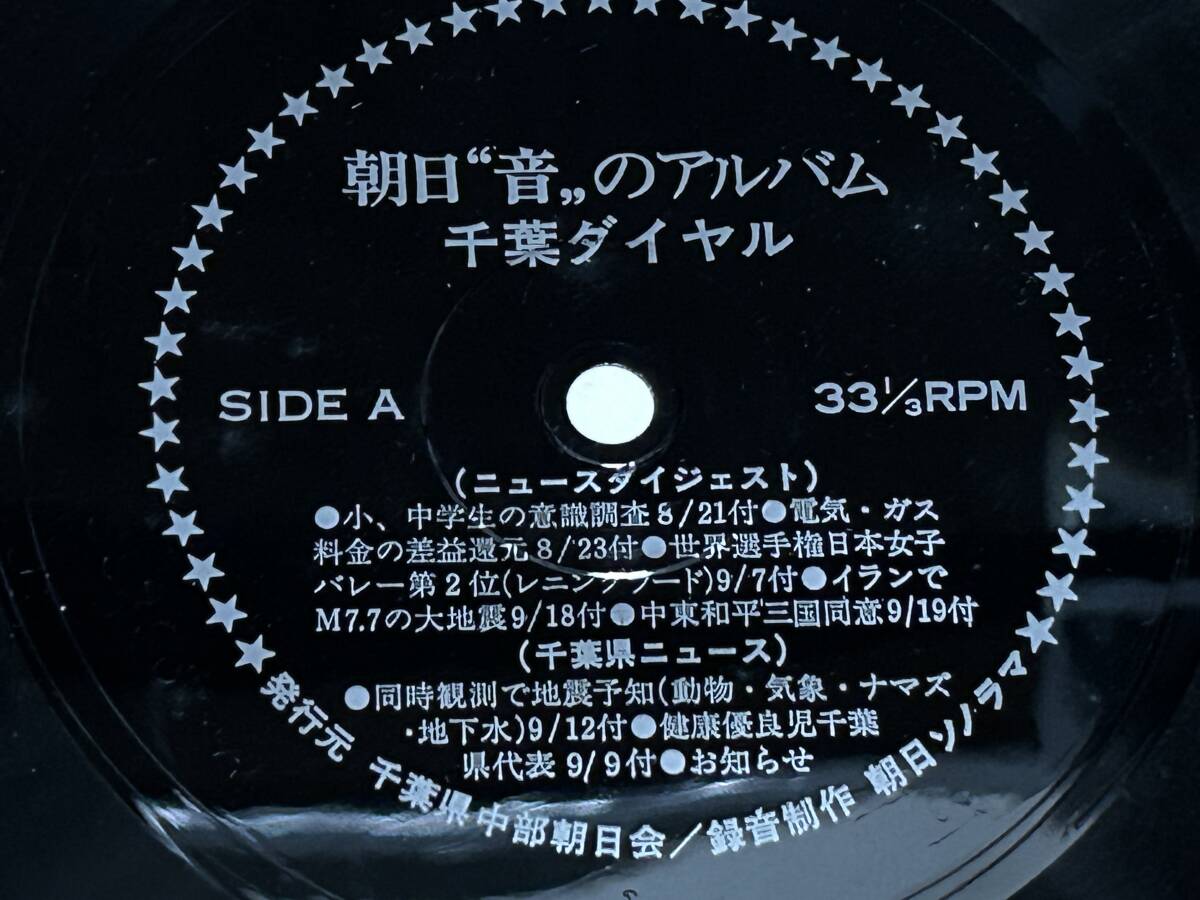 朝日“音„のアルバム
千葉ダイヤル
SIDE A
33 1/3 RPM
(ニュースダイジェスト)
●小、中学生の意識調査8/21付●電気・ガス
料金の差益還元8/23付●世界選手権日本女子
バレー第2位(レニングラード)9/7付●イランで
M7.7の大地震9/18付●中東和平三国同意9/19付
(千葉県ニュース)
●同時観測で地震予知(動物・気象・ナマズ
・地下水)9/12付●健康優良児千葉
県代表9/9付●お知らせ
発行元 千葉県中部朝日会/録音制作 朝日ソノラマ